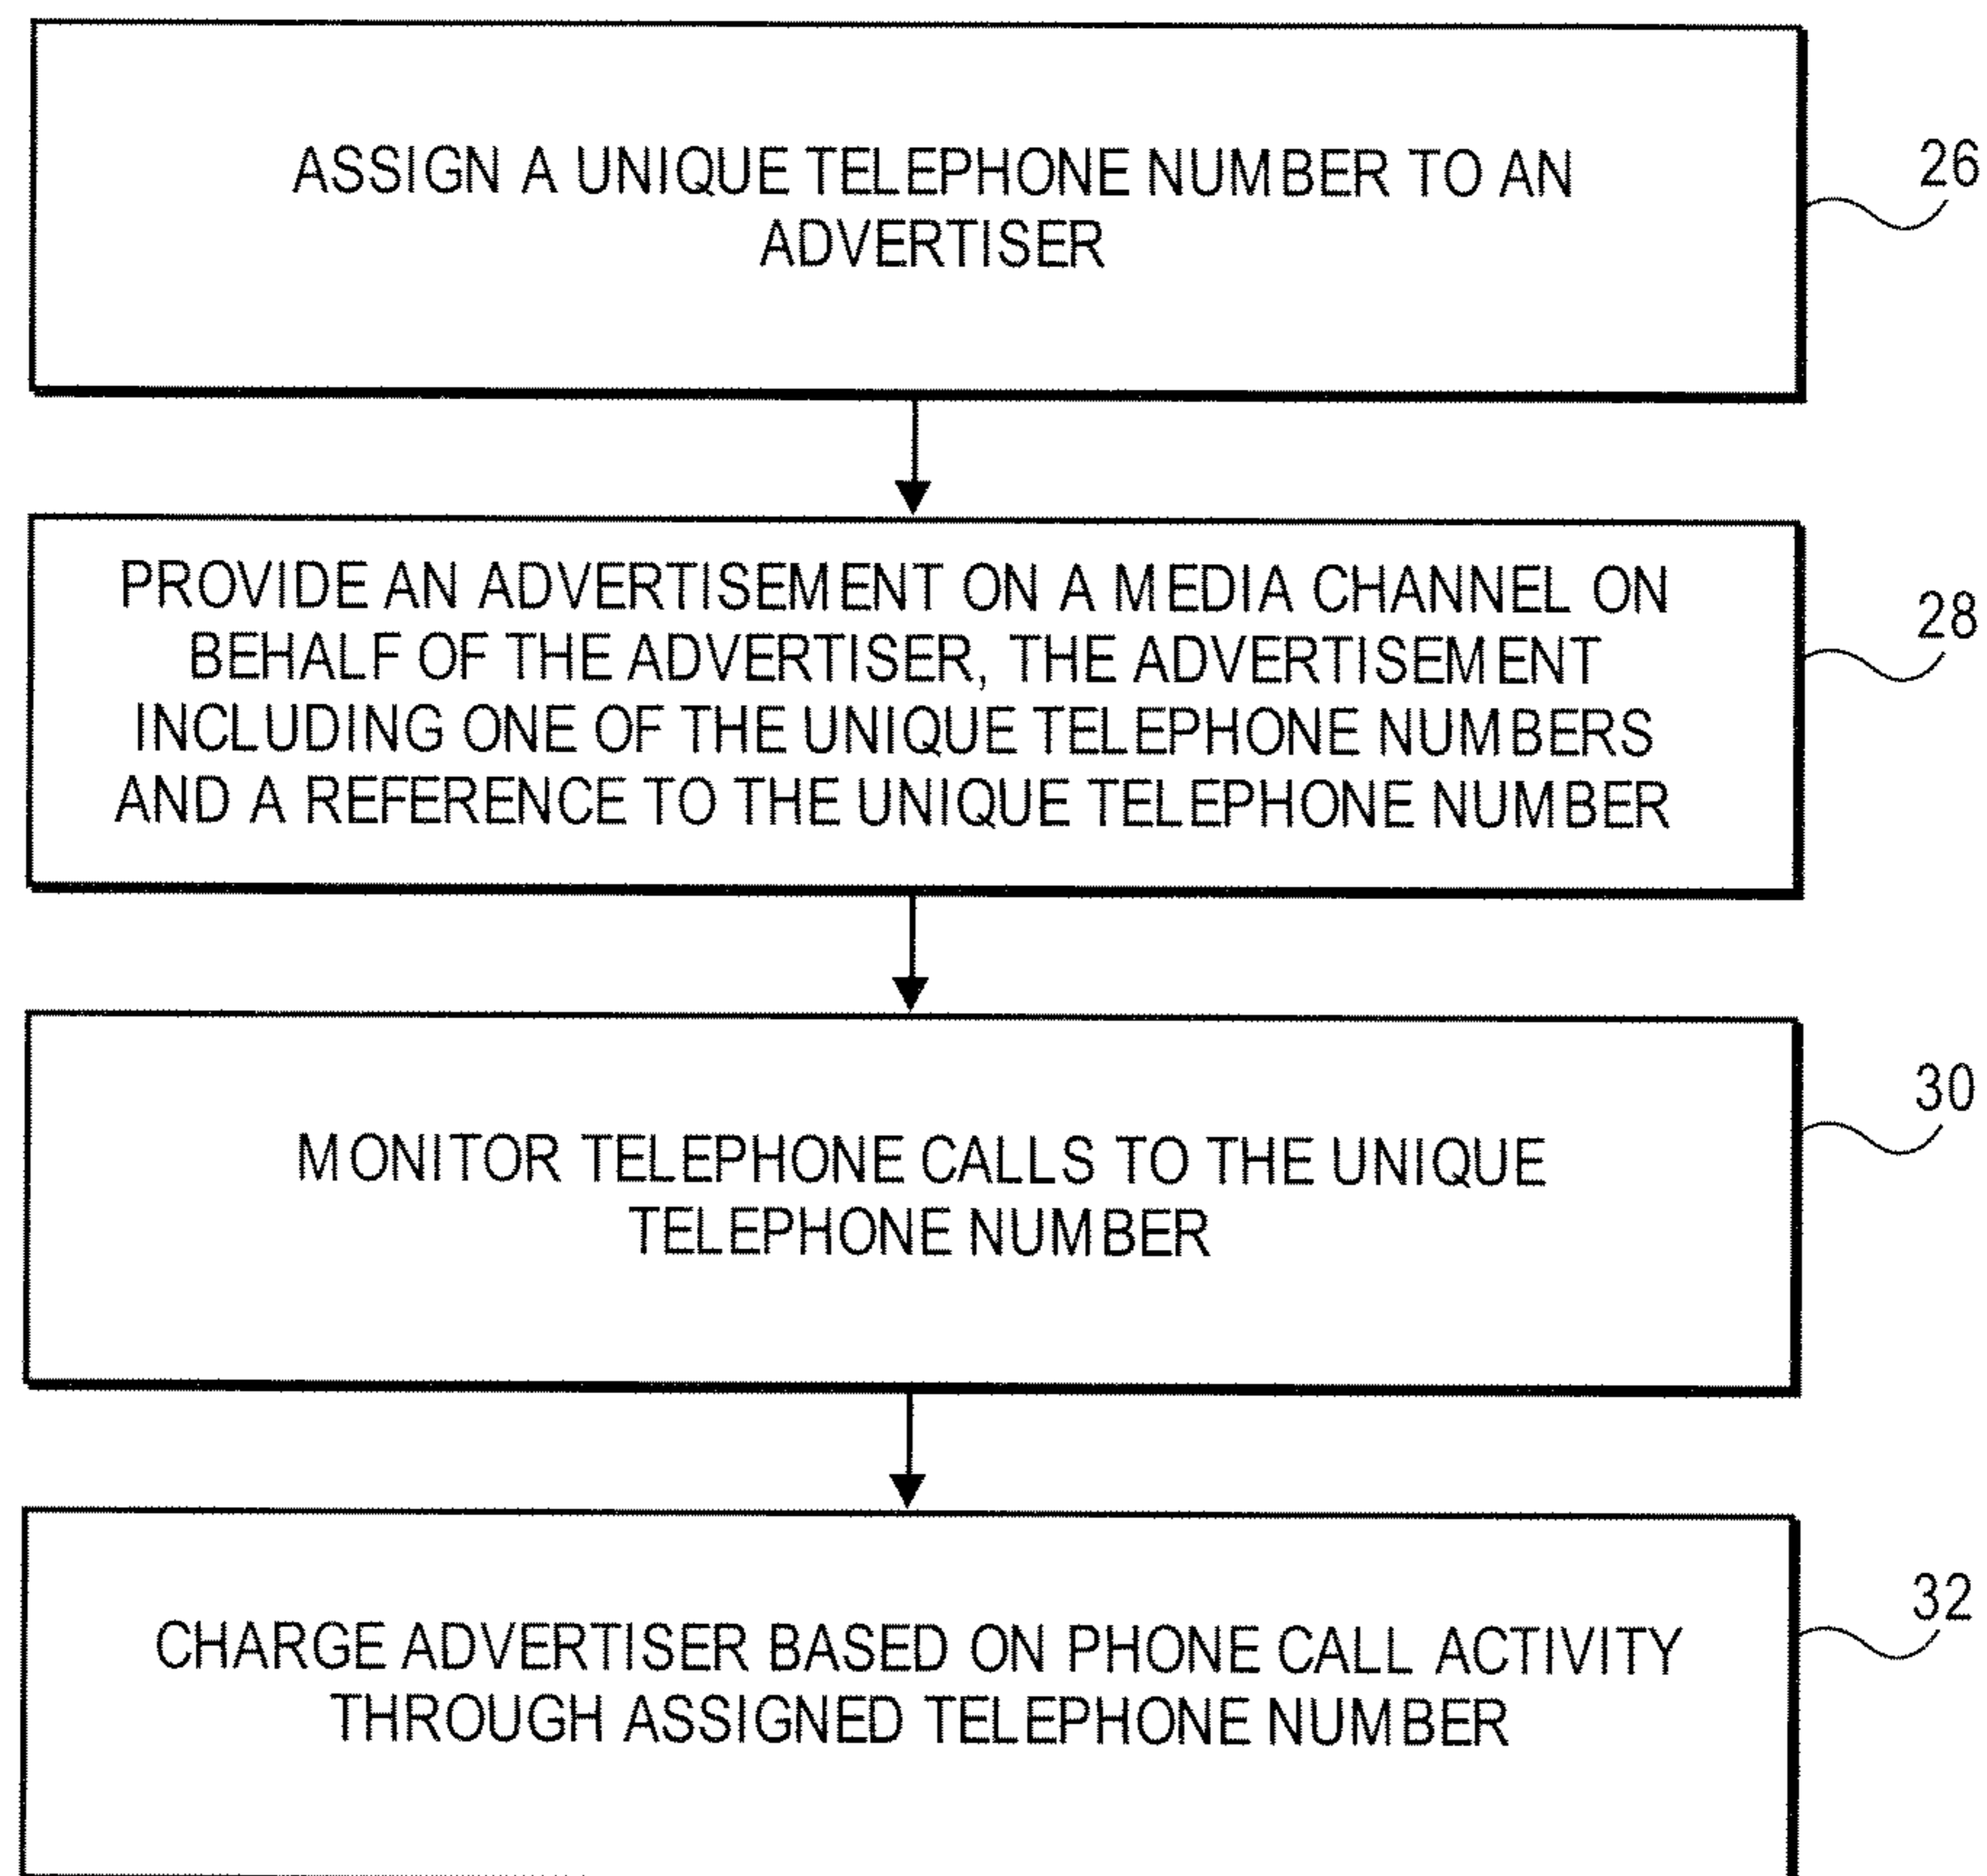 ASSIGN A UNIQUE TELEPHONE NUMBER TO AN
ADVERTISER
26
PROVIDE AN ADVERTISEMENT ON A MEDIA CHANNEL ON
BEHALF OF THE ADVERTISER, THE ADVERTISEMENT
INCLUDING ONE OF THE UNIQUE TELEPHONE NUMBERS
AND A REFERENCE TO THE UNIQUE TELEPHONE NUMBER
28
MONITOR TELEPHONE CALLS TO THE UNIQUE
TELEPHONE NUMBER
30
CHARGE ADVERTISER BASED ON PHONE CALL ACTIVITY
THROUGH ASSIGNED TELEPHONE NUMBER
32